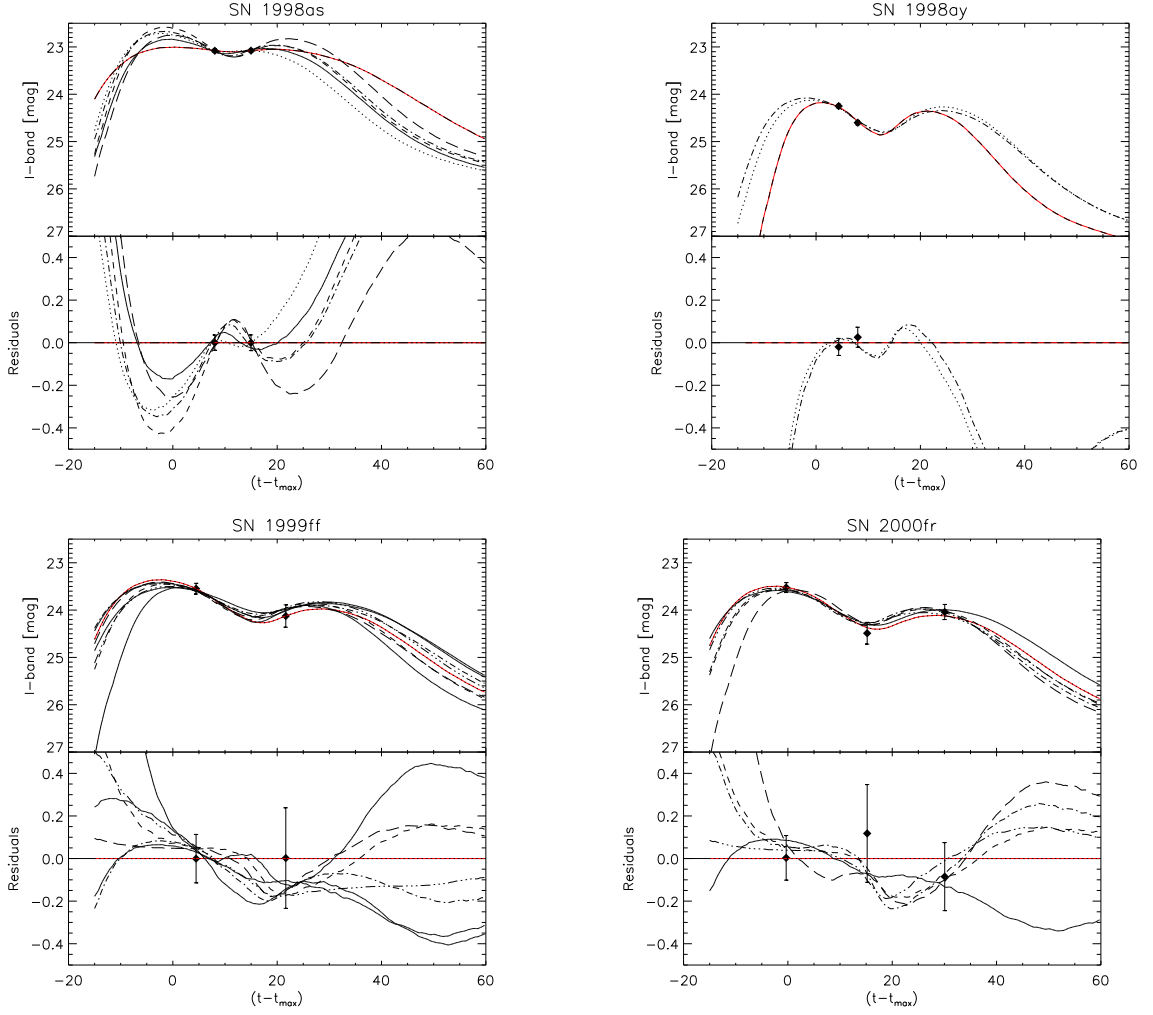 SN 1998as
I-band [mag]
23
24
25
26
27
Residuals
0.4
0.2
0.0
-0.2
-0.4
-20 0 20 40 60
(t-tmax)
SN 1998ay
I-band [mag]
23
24
25
26
27
Residuals
0.4
0.2
0.0
-0.2
-0.4
-20 0 20 40 60
(t-tmax)
SN 1999ff
I-band [mag]
23
24
25
26
27
Residuals
0.4
0.2
0.0
-0.2
-0.4
-20 0 20 40 60
(t-tmax)
SN 2000fr
I-band [mag]
23
24
25
26
27
Residuals
0.4
0.2
0.0
-0.2
-0.4
-20 0 20 40 60
(t-tmax)